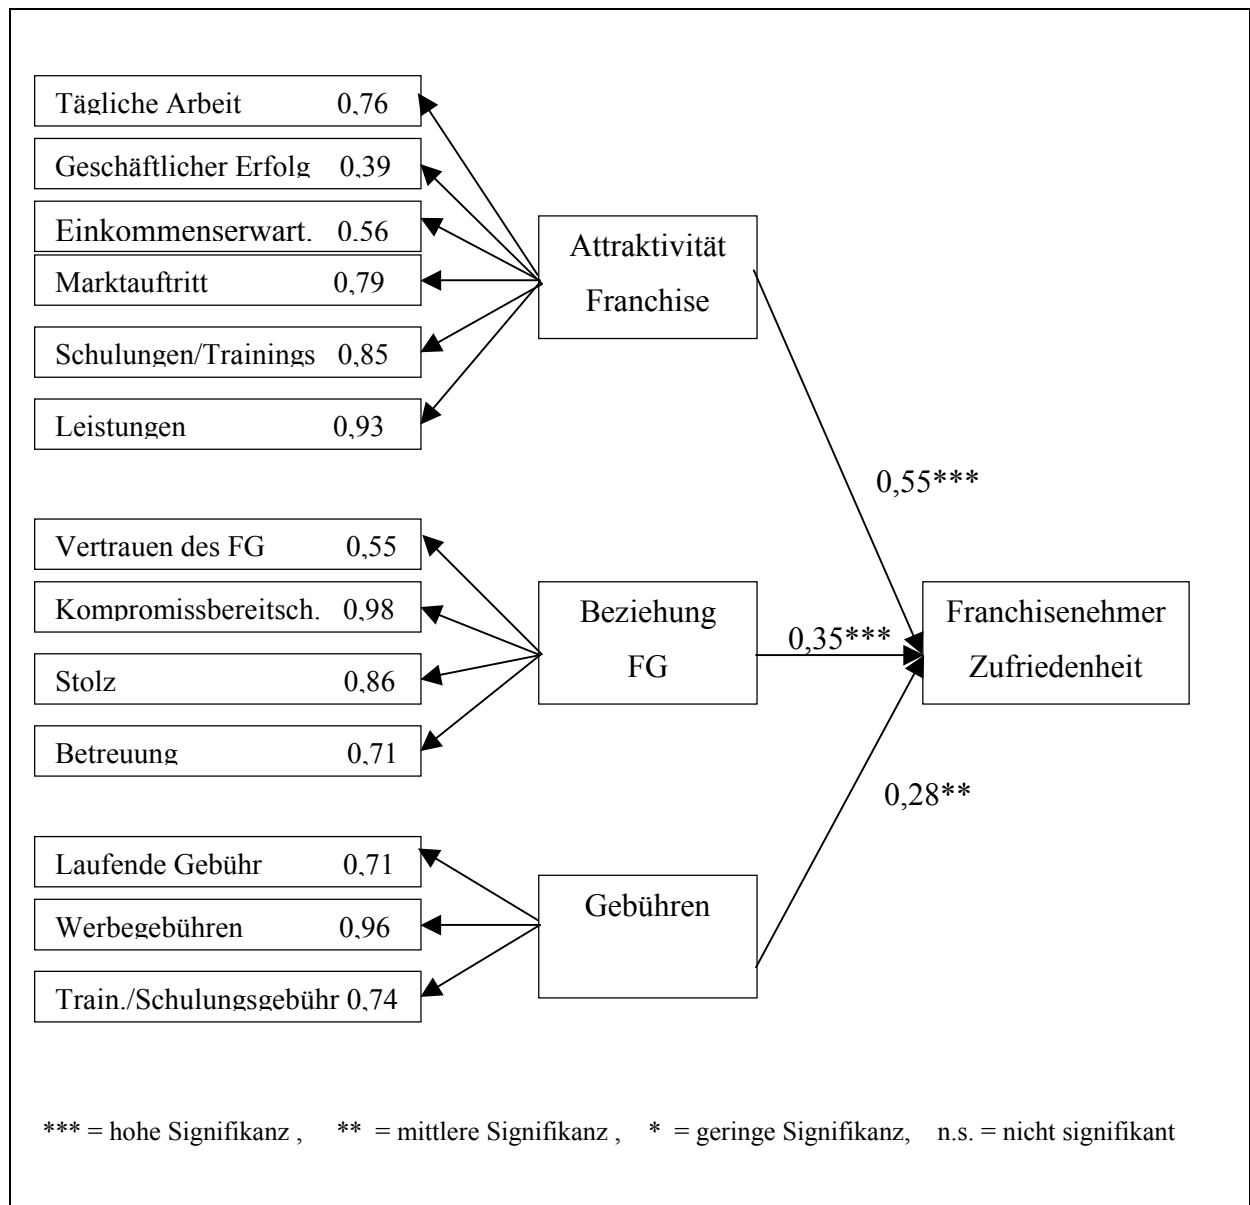 Tägliche Arbeit 0,76
Geschäftlicher Erfolg 0,39
Einkommenserwart. 0.56
Marktauftritt 0,79
Schulungen/Trainings 0,85
Leistungen 0,93
Attraktivität
Franchise
0,55***
Vertrauen des FG 0,55
Kompromissbereitsch. 0,98
Stolz 0,86
Betreuung 0,71
Beziehung
FG
0,35***
Franchisenehmer
Zufriedenheit
0,28**
Laufende Gebühr 0,71
Werbegebühren 0,96
Train./Schulungsgebühr 0,74
Gebühren
*** = hohe Signifikanz , ** = mittlere Signifikanz , * = geringe Signifikanz, n.s. = nicht signifikant